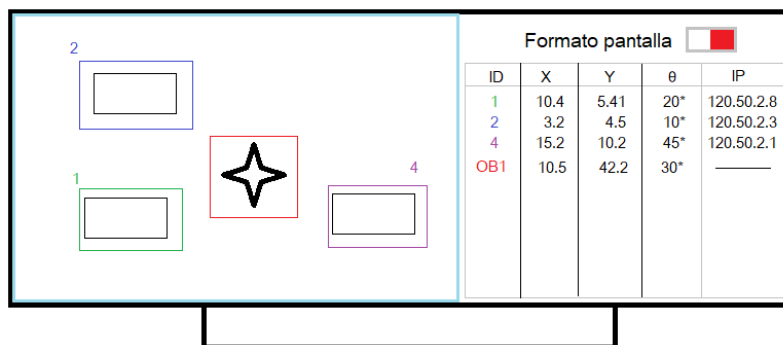 2
1
4
Formato pantalla
ID X Y θ IP
1 10.4 5.41 20* 120.50.2.8
2 3.2 4.5 10* 120.50.2.3
4 15.2 10.2 45* 120.50.2.1
OB1 10.5 42.2 30* ———